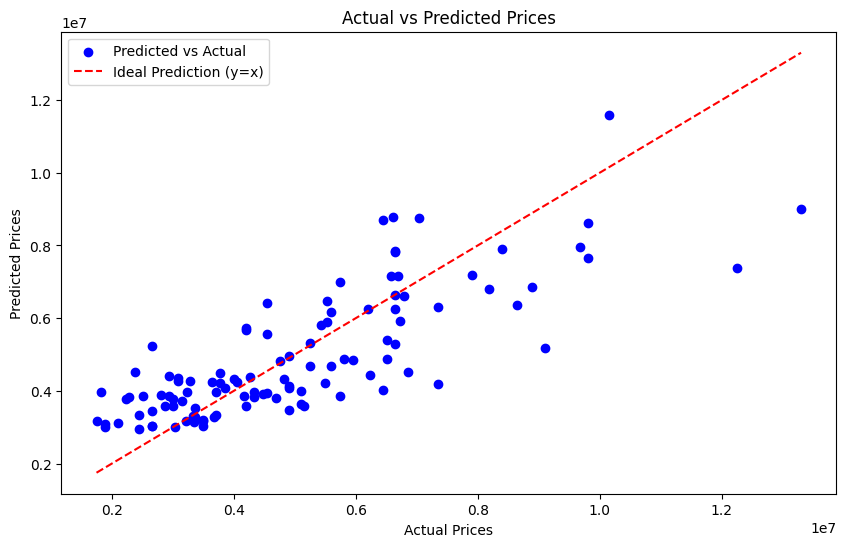 Actual vs Predicted Prices
1e7
Predicted vs Actual
Ideal Prediction (y=x)
1.2
1.0
0.8
0.6
0.4
0.2
Predicted Prices
0.2 0.4 0.6 0.8 1.0 1.2
Actual Prices
1e7